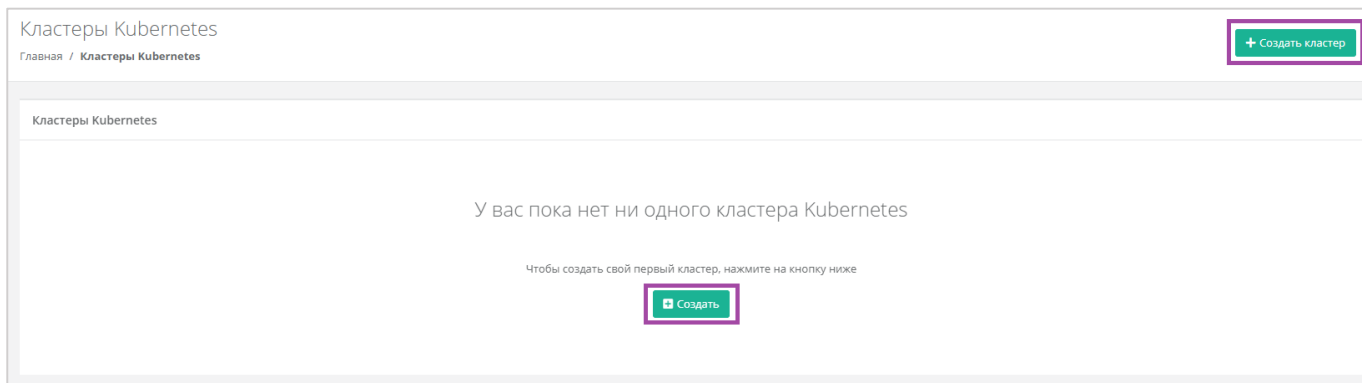 Кластеры Kubernetes
Главная / Кластеры Kubernetes
+ Создать кластер
Кластеры Kubernetes
У вас пока нет ни одного кластера Kubernetes
Чтобы создать свой первый кластер, нажмите на кнопку ниже
Создать